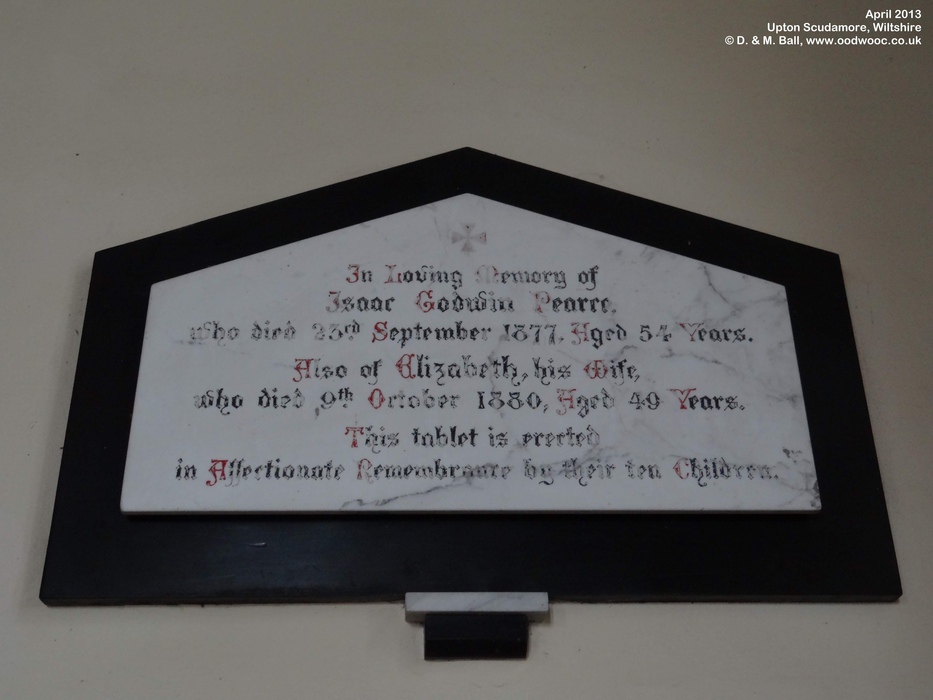 April 2013
Upton Scudamore, Wiltshire
© D. & M. Ball, www.oodwooc.co.uk
In Loving Memory of
Isaac Godwin Pearce,
who died 23rd September 1877, Aged 54 Years.
Also of Elizabeth, his Wife,
who died 9th October 1880, Aged 49 Years.
This tablet is erected
in Affectionate Remembrance by their ten Children.